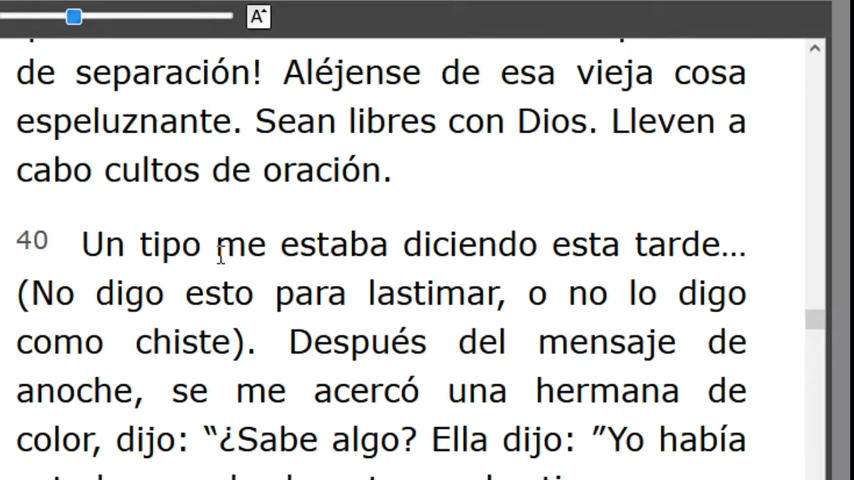 A
de separación! Aléjense de esa vieja cosa
espeluznante. Sean libres con Dios. Lleven a
cabo cultos de oración.
40 Un tipo me estaba diciendo esta tarde...
(No digo esto para lastimar, o no lo digo
como chiste). Después del mensaje de
anoche, se me acercó una hermana de
color, dijo: “¿Sabe algo? Ella dijo: ”Yo había